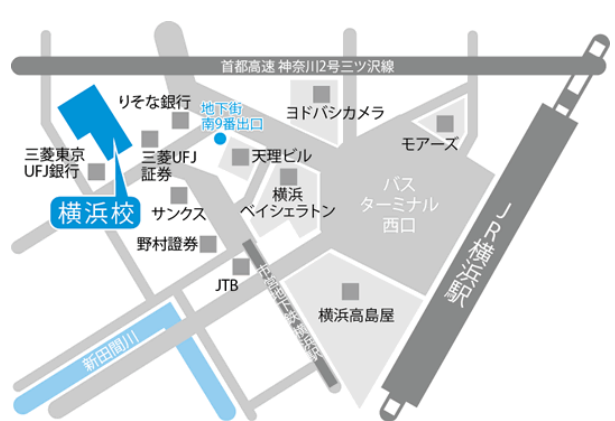 首都高速 神奈川2号三ツ沢線
りそな銀行
地下街
南9番出口
ヨドバシカメラ
モアーズ
三菱東京
UFJ銀行
三菱UFJ
証券
天理ビル
横浜校
サンクス
横浜
ベイシェラトン
バス
ターミナル
西口
JR横浜駅
野村證券
JTB
横浜高島屋
新田間川